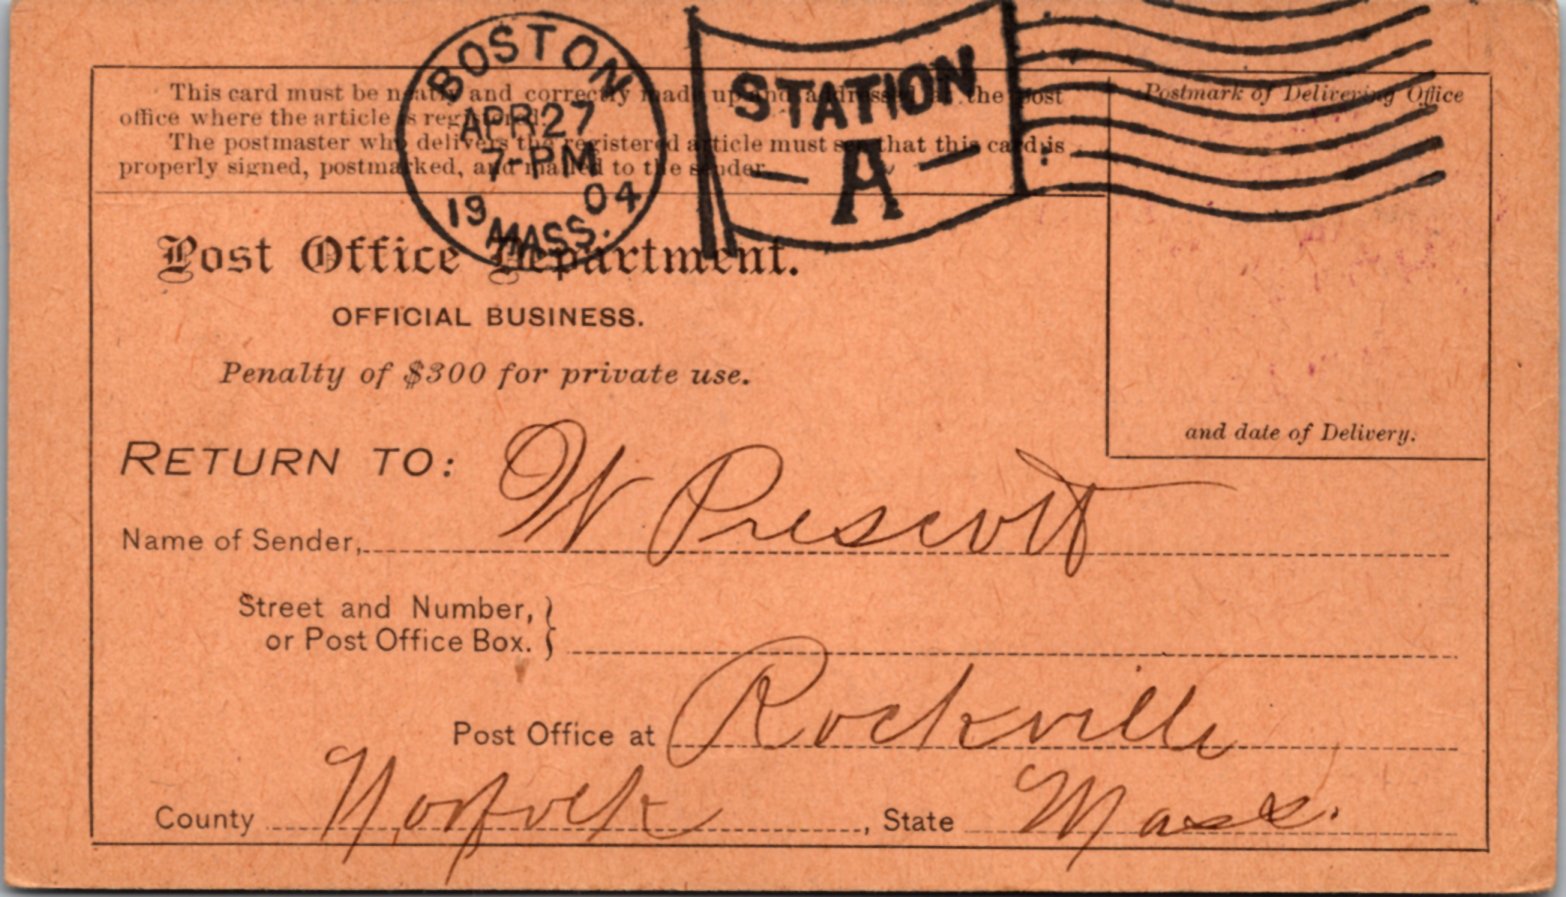 BOSTON
APR 27
7-PM
19 04
MASS.
STATION
A
This card must be neatly and correctly made up and addressed at the post
office where the article is registered.
The postmaster who delivers the registered article must see that this card is
properly signed, postmarked, and mailed to the sender.
Postmark of Delivering Office
and date of Delivery.
Post Office Department.
OFFICIAL BUSINESS.
Penalty of $300 for private use.
RETURN TO:
Name of Sender, W Prescott
Street and Number,
or Post Office Box.
Post Office at Rockville
County Norfolk, State Mass.